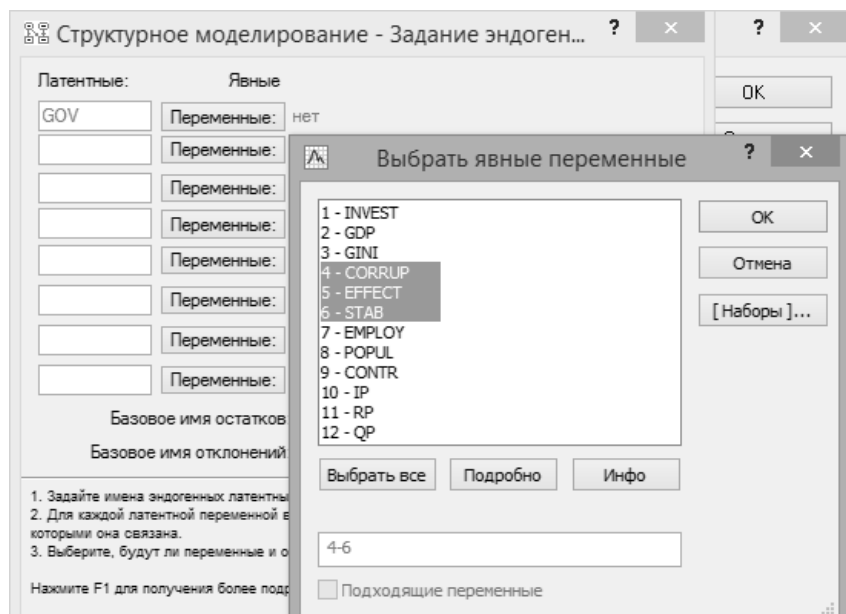 Структурное моделирование - Задание эндоген... ? ×
? ×
Латентные: Явные
OK
GOV Переменные: нет
Переменные:
Выбрать явные переменные ? ×
Переменные:
1 - INVEST
OK
Переменные:
2 - GDP
3 - GINI
Переменные:
4 - CORRUP
Отмена
5 - EFFECT
Переменные:
6 - STAB
[ Наборы ]...
7 - EMPLOY
Переменные:
8 - POPUL
9 - CONTR
Переменные:
10 - IP
11 - RP
Базовое имя остатков
12 - QP
Базовое имя отклонений
Выбрать все Подробно Инфо
1. Задайте имена эндогенных латентны
2. Для каждой латентной переменной в
которыми она связана.
3. Выберите, будут ли переменные и о
4-6
Нажмите F1 для получения более подр
Подходящие переменные